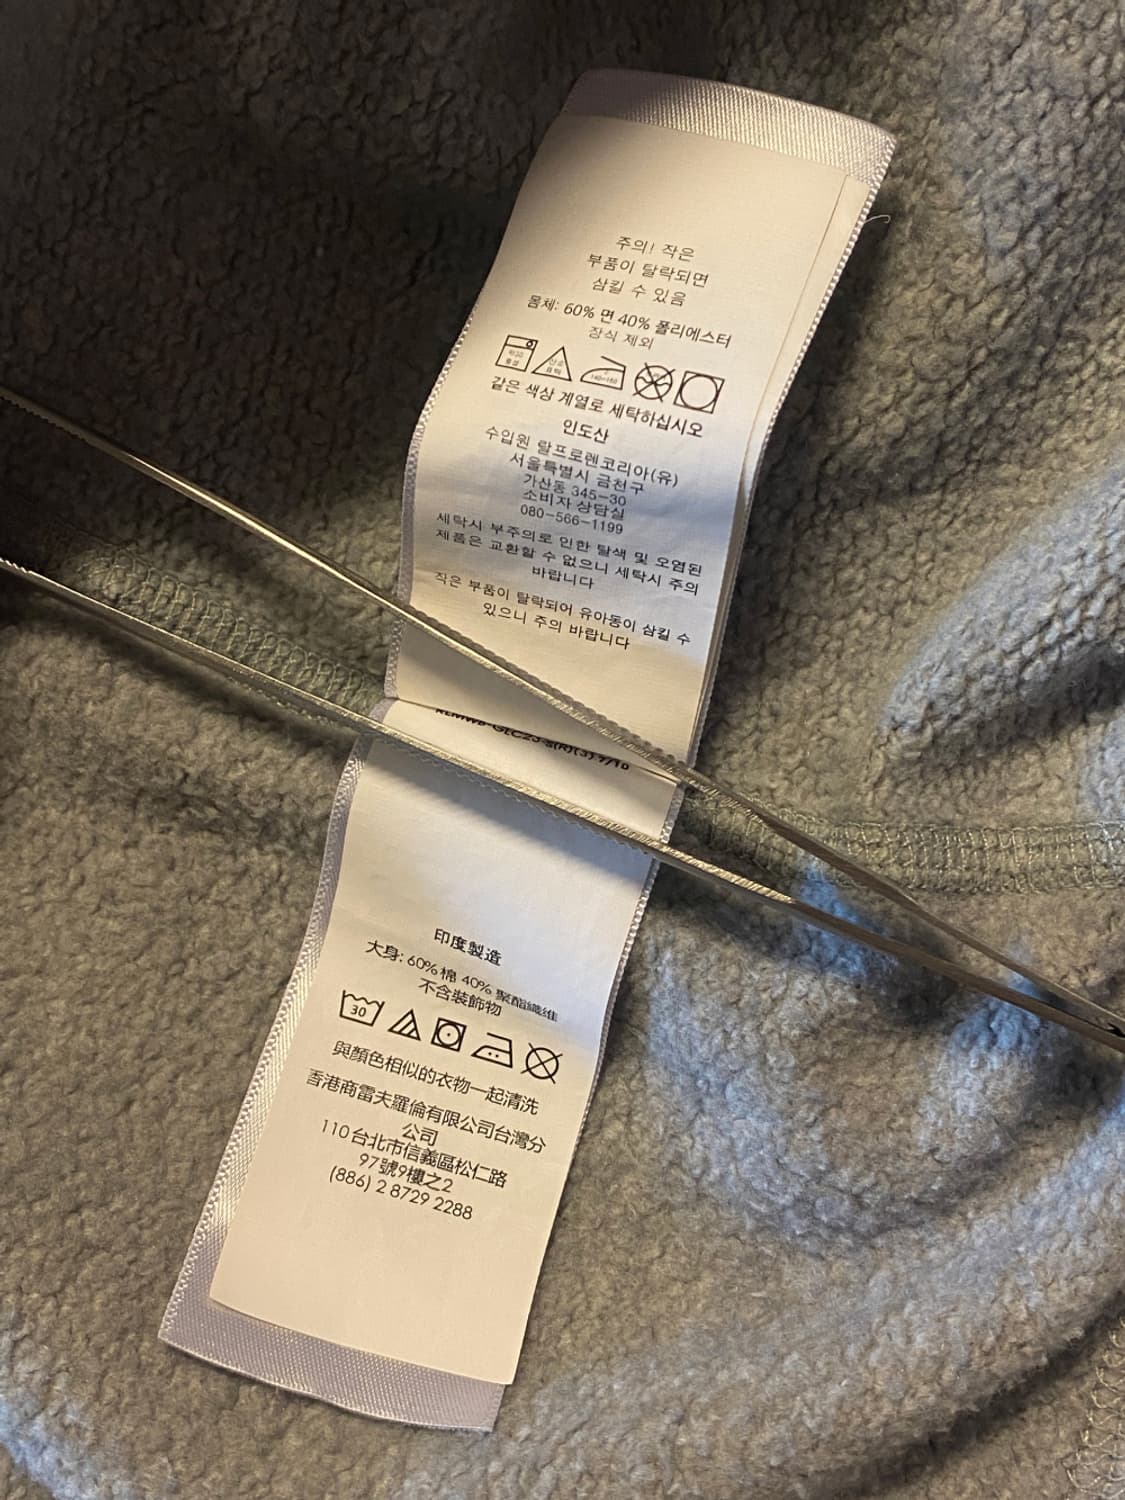 주의! 작은
부품이 탈락되면
삼킬 수 있음
몸체: 60% 면 40% 폴리에스터
장식 제외
140~160
같은 색상 계열로 세탁하십시오
인도산
수입원 랄프로렌코리아(유)
서울특별시 금천구
가산동 345-30
소비자 상담실
080-566-1199
세탁시 부주의로 인한 탈색 및 오염된
제품은 교환할 수 없으니 세탁시 주의
바랍니다
작은 부품이 탈락되어 유아동이 삼킬 수
있으니 주의 바랍니다
印度製造
大身: 60% 棉 40% 聚酯纖維
不含裝飾物
30
與顏色相似的衣物一起清洗
香港商雷夫羅倫有限公司台灣分
公司
110台北市信義區松仁路
97號9樓之2
(886) 2 8729 2288